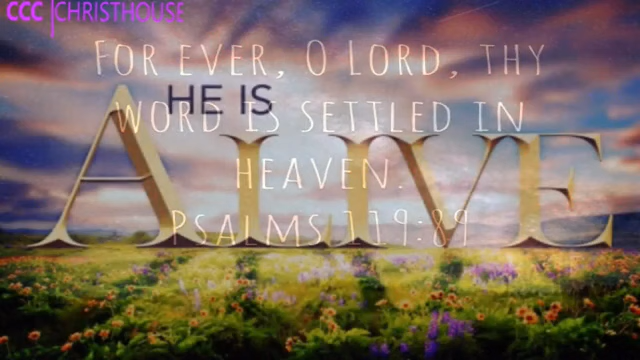 CCC|CHRISTHOUSE
FOR EVER, O LORD, THY
HE IS
WORD IS SETTLED IN
ALIVE
HEAVEN.
PSALMS 119:89